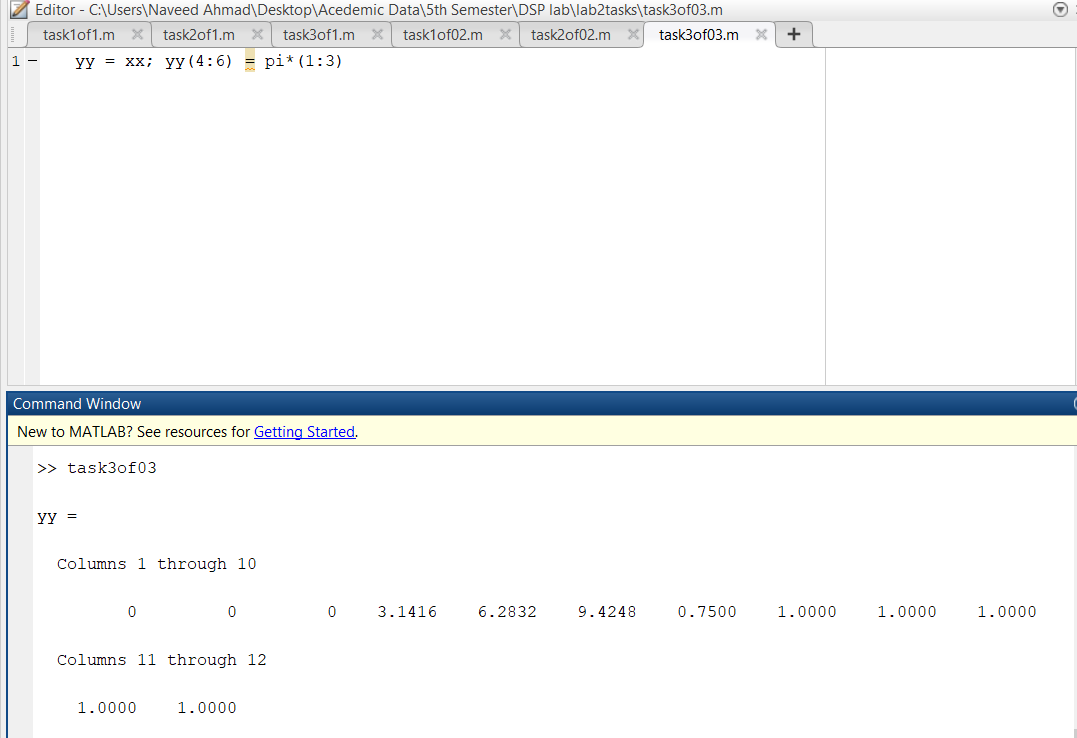 Editor - C:\Users\Naveed Ahmad\Desktop\Acedemic Data\5th Semester\DSP lab\lab2tasks\task3of03.m
task1of1.m task2of1.m task3of1.m task1of02.m task2of02.m task3of03.m +
1 - yy = xx; yy(4:6) = pi*(1:3)
Command Window
New to MATLAB? See resources for Getting Started.
>> task3of03
yy =
Columns 1 through 10
0 0 0 3.1416 6.2832 9.4248 0.7500 1.0000 1.0000 1.0000
Columns 11 through 12
1.0000 1.0000